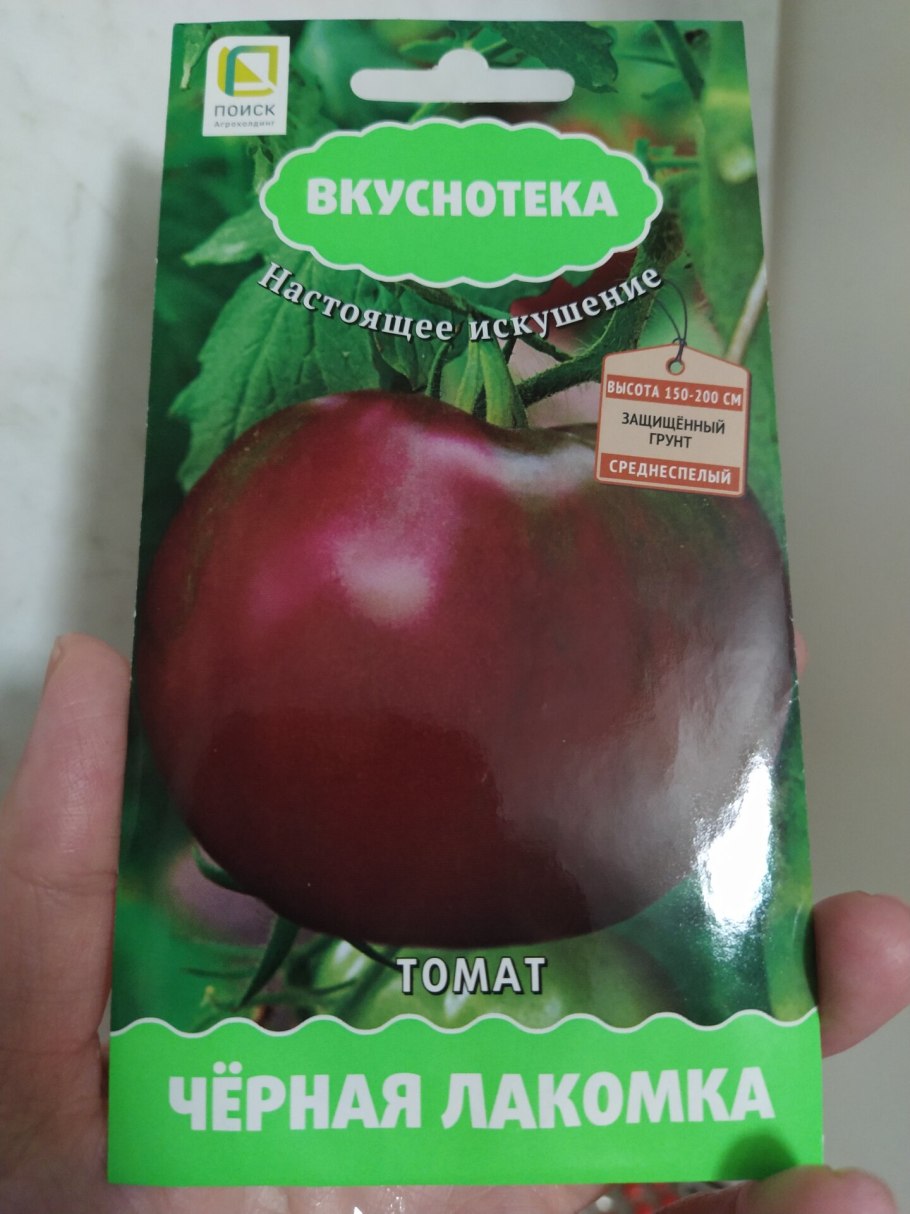 ПОИСК
Агрохолдинг
ВКУСНОТЕКА
Настоящее искушение
ВЫСОТА 150-200 СМ
ЗАЩИЩЁННЫЙ
ГРУНТ
СРЕДНЕСПЕЛЫЙ
ТОМАТ
ЧЁРНАЯ ЛАКОМКА